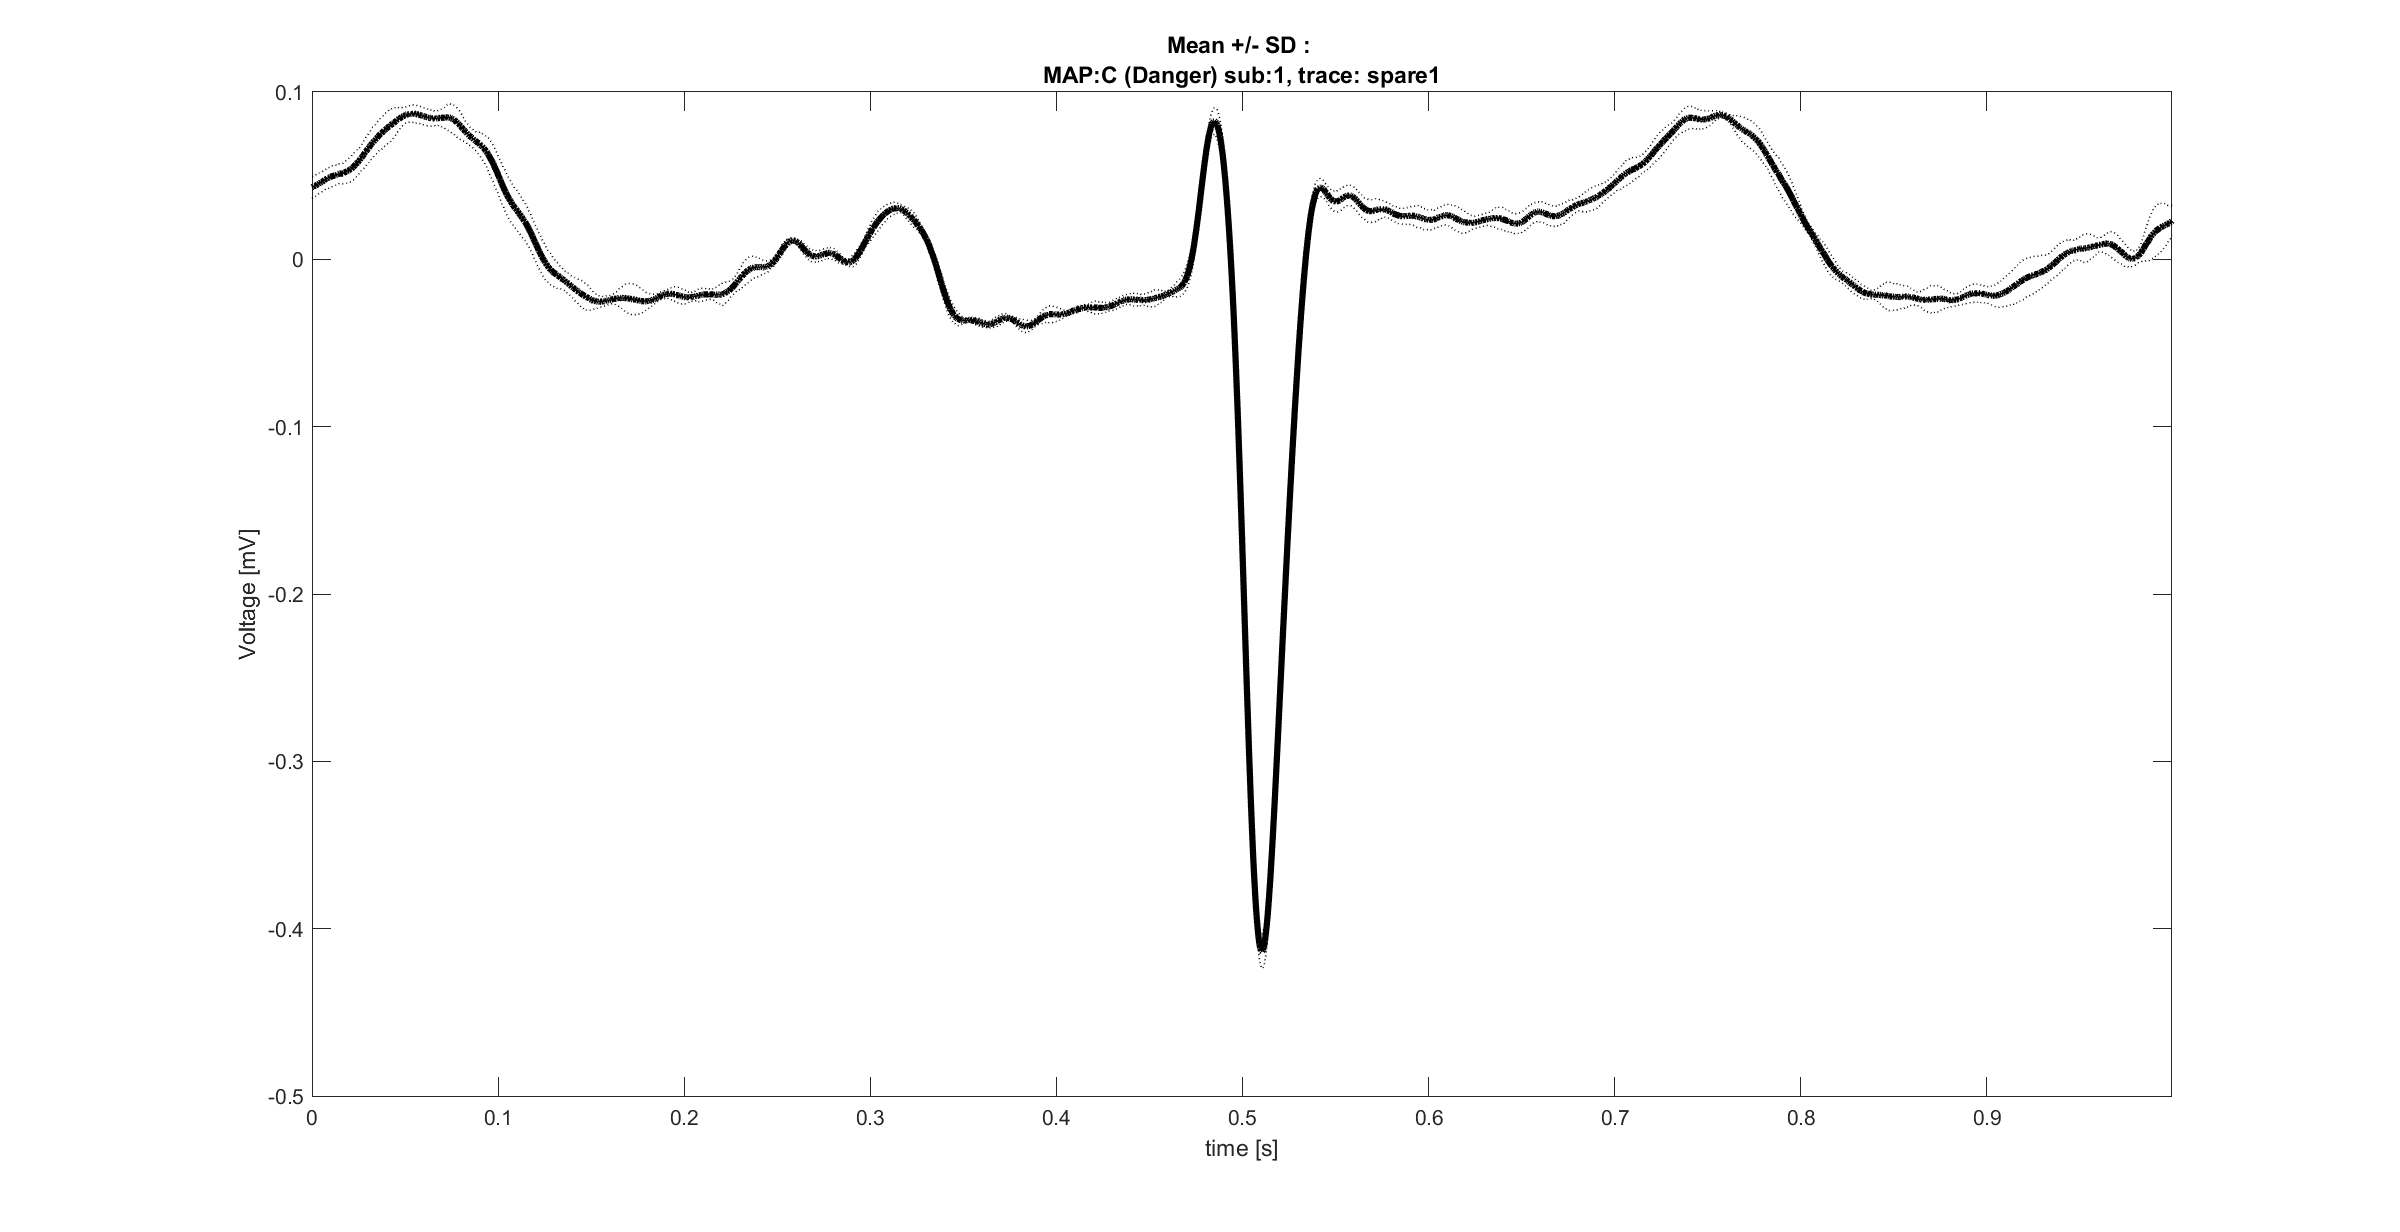 Mean +/- SD :
MAP:C (Danger) sub:1, trace: spare1
0.1
0
-0.1
-0.2
-0.3
-0.4
-0.5
Voltage [mV]
0 0.1 0.2 0.3 0.4 0.5 0.6 0.7 0.8 0.9
time [s]